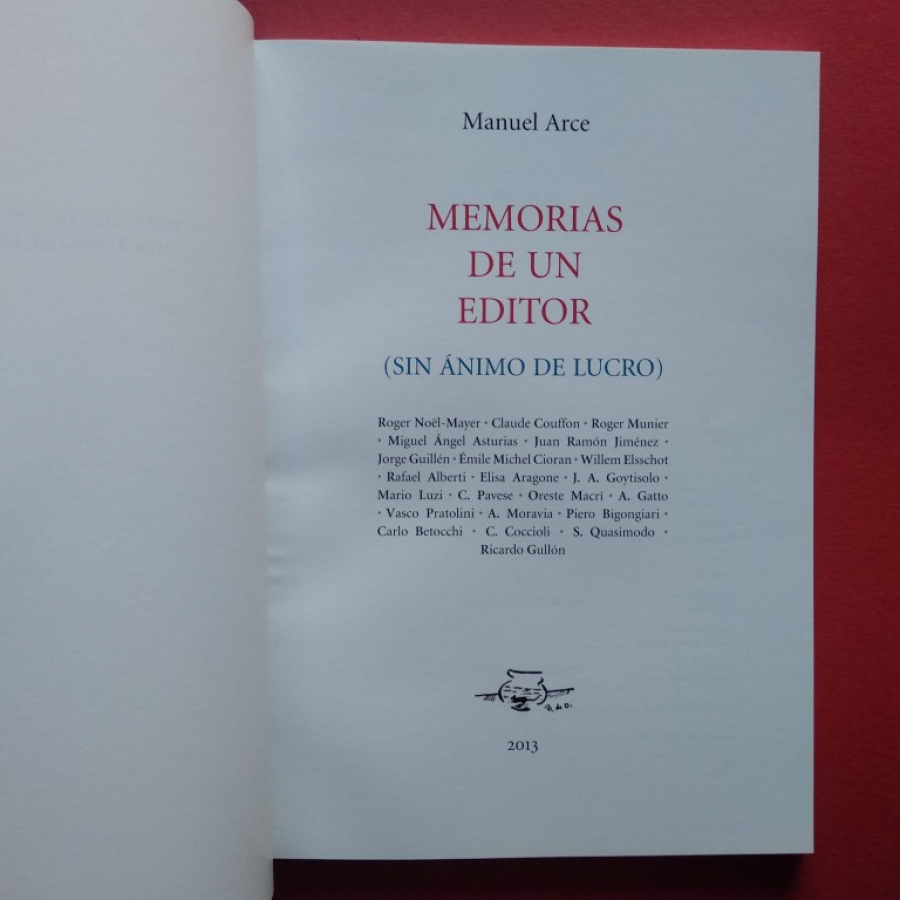 Manuel Arce
MEMORIAS
DE UN
EDITOR
(SIN ÁNIMO DE LUCRO)
Roger Noël-Mayer · Claude Couffon · Roger Munier
· Miguel Ángel Asturias · Juan Ramón Jiménez ·
Jorge Guillén · Émile Michel Cioran · Willem Elsschot
· Rafael Alberti · Elisa Aragone · J. A. Goytisolo ·
Mario Luzi · C. Pavese · Oreste Macrí · A. Gatto
· Vasco Pratolini · A. Moravia · Piero Bigongiari ·
Carlo Betocchi · C. Coccioli · S. Quasimodo ·
Ricardo Gullón
2013